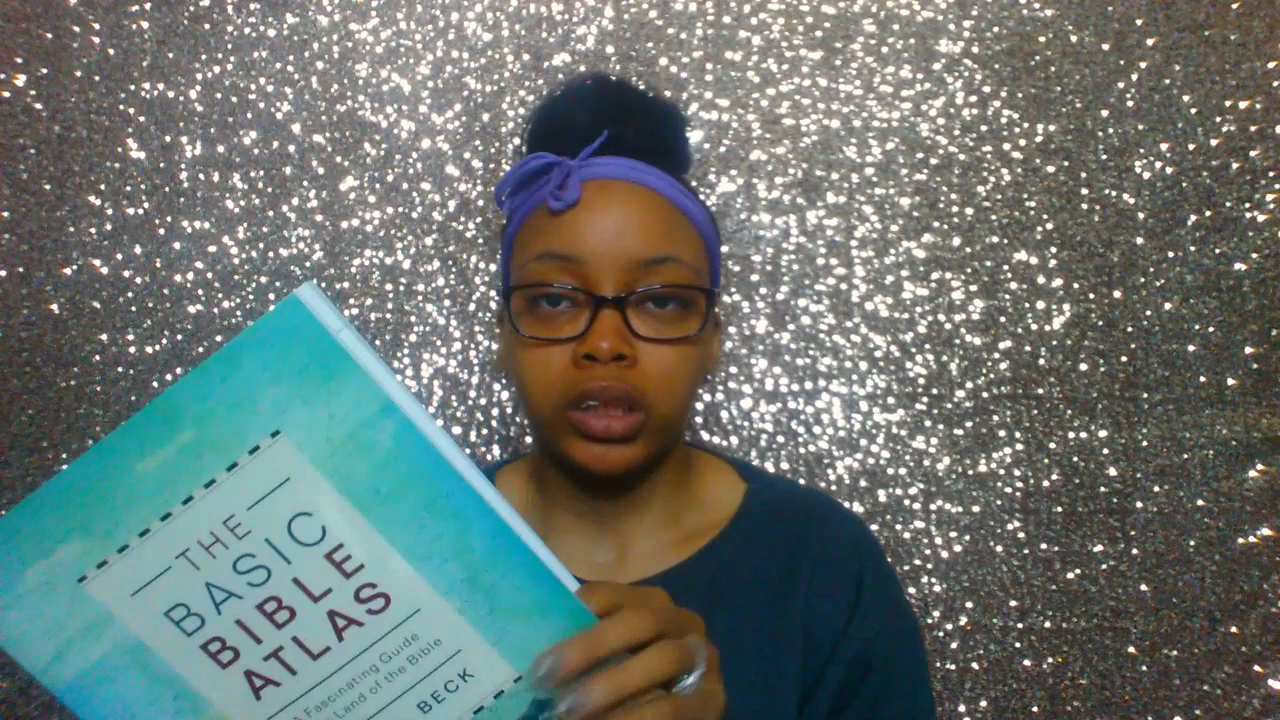 THE
BASIC
BIBLE
ATLAS
A Fascinating Guide
Land of the Bible
BECK